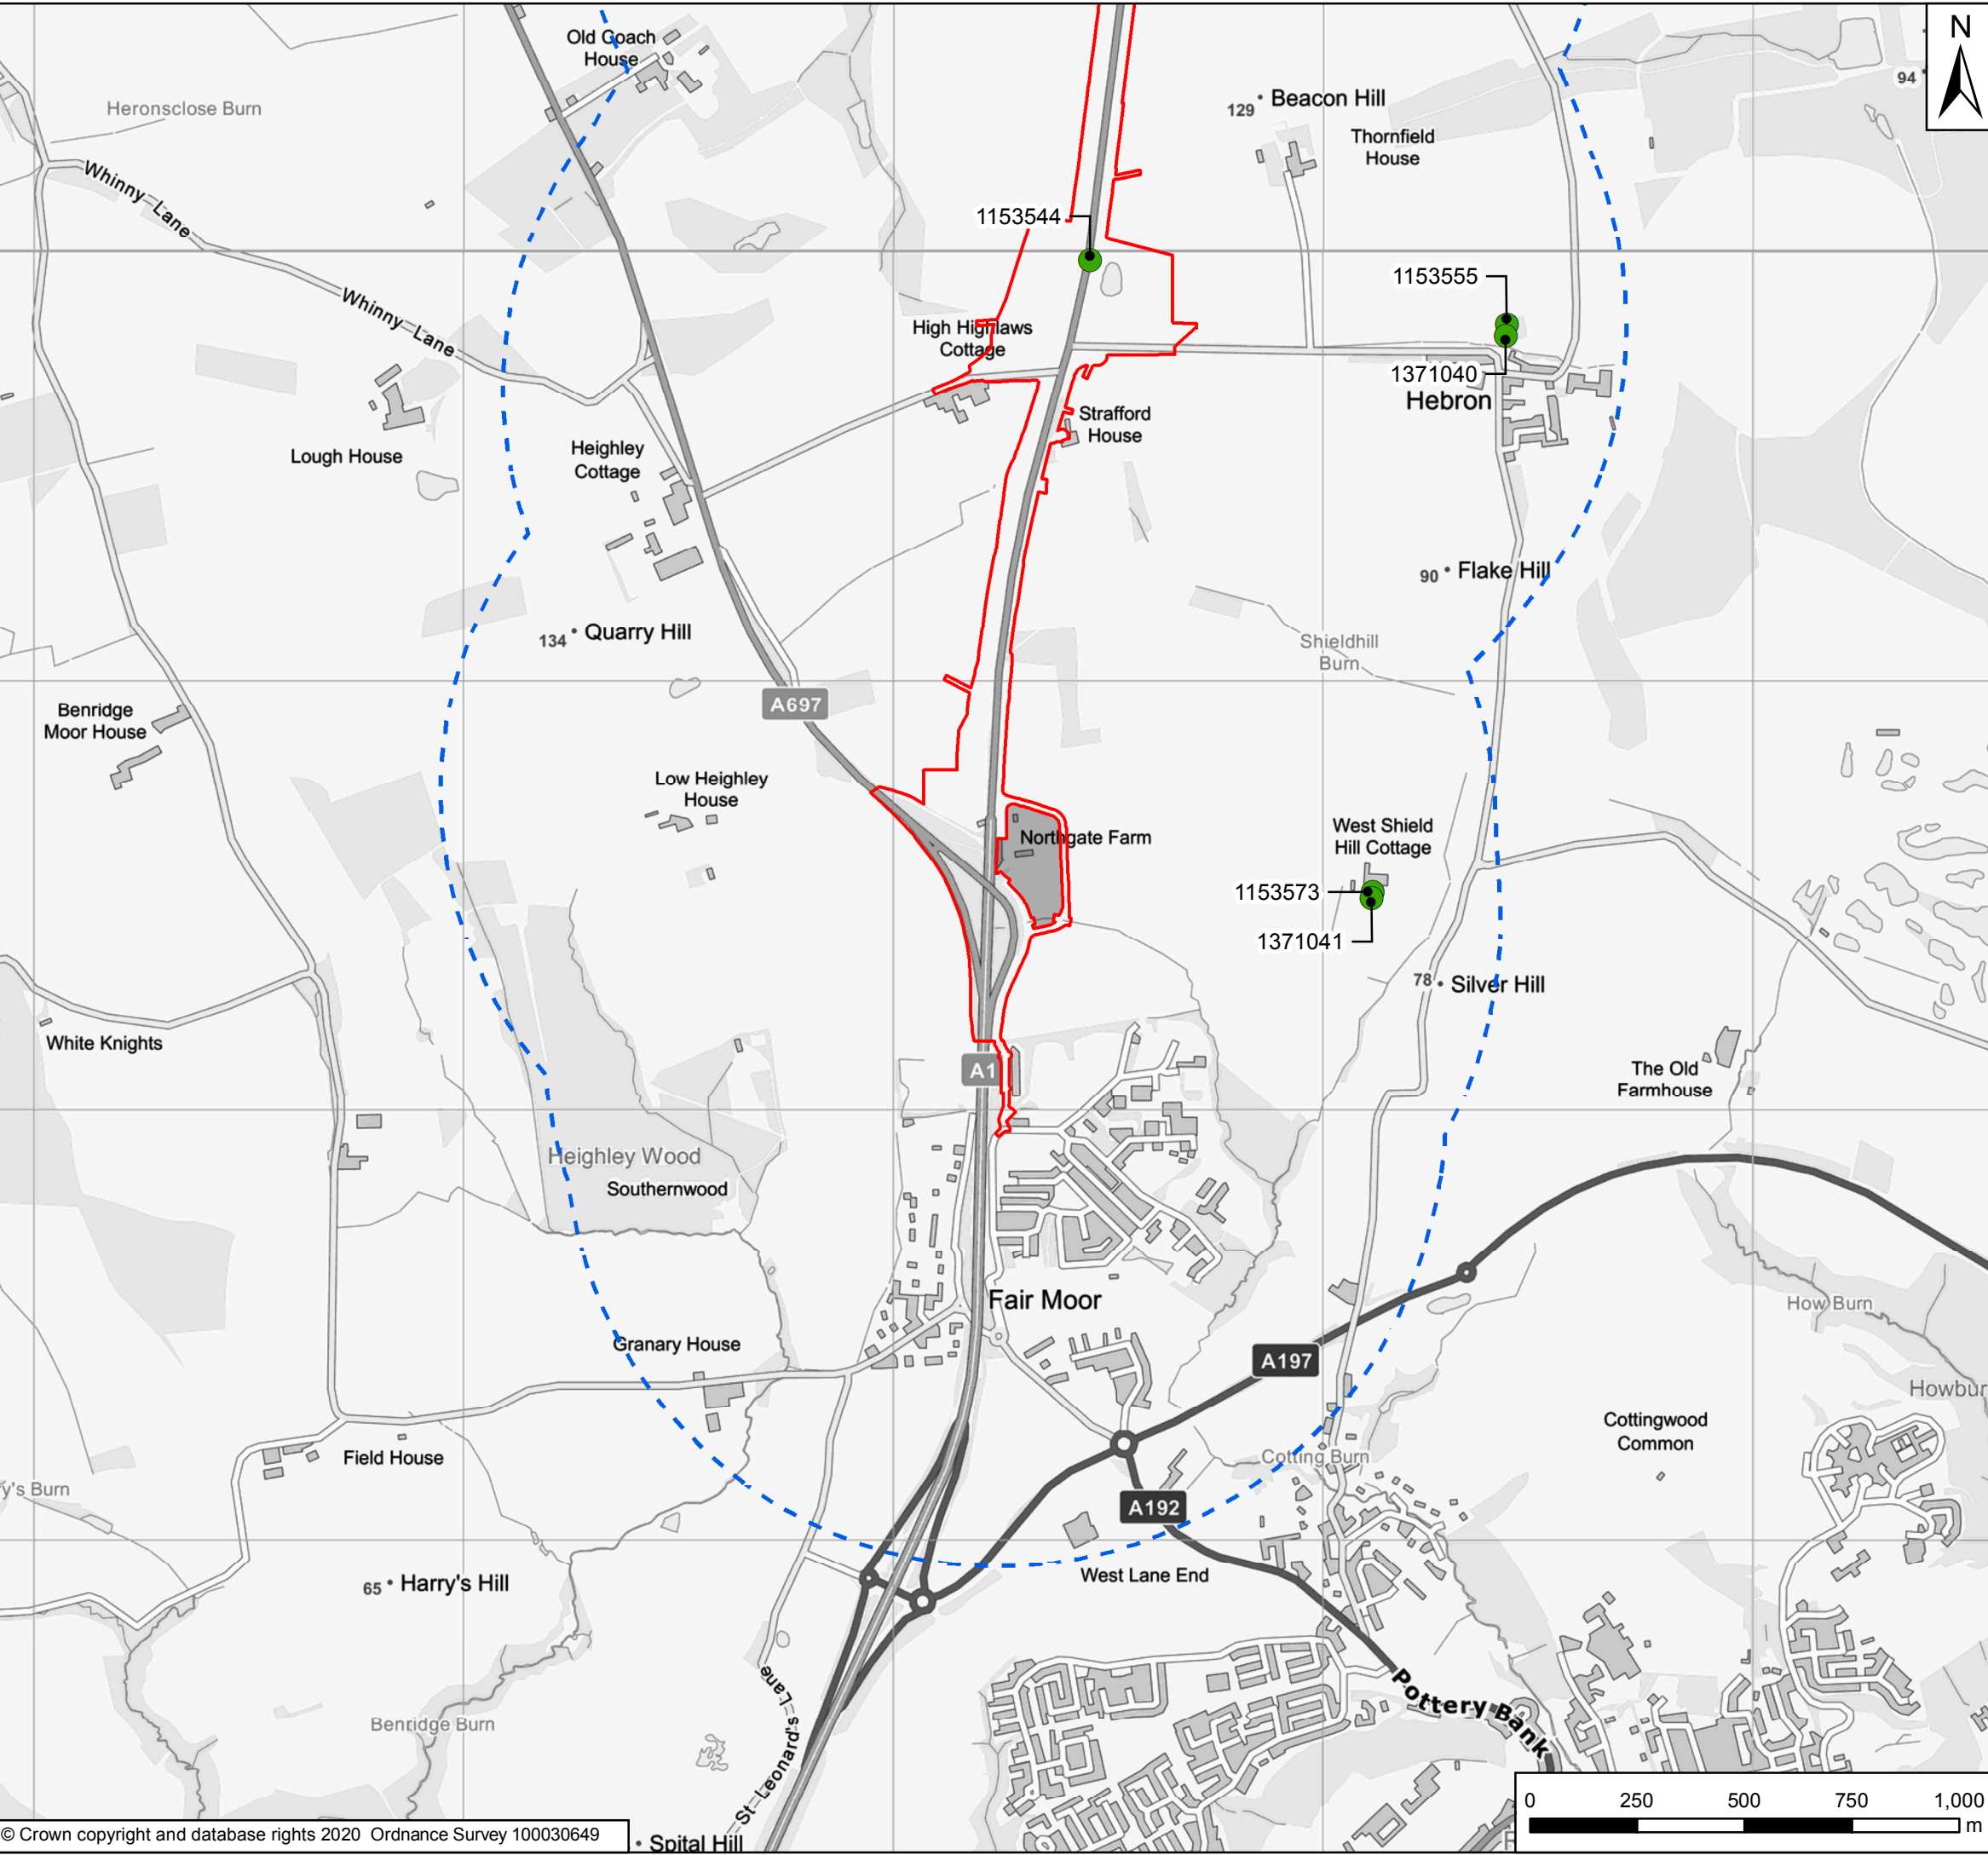 Old Coach
House
N
94
Heronsclose Burn
129
Beacon Hill
Thornfield
House
Whinny Lane
1153544
Whinny Lane
1153555
High Highlaws
Cottage
1371040
Hebron
Strafford
House
Lough House
Heighley
Cottage
90
Flake Hill
134
Quarry Hill
Shieldhill
Burn
A697
Benridge
Moor House
Low Heighley
House
Northgate Farm
West Shield
Hill Cottage
1153573
1371041
78
Silver Hill
White Knights
A1
The Old
Farmhouse
Heighley Wood
Southernwood
Fair Moor
How Burn
Granary House
A197
Howbur
Cottingwood
Common
Field House
Cotting Burn
y's Burn
A192
West Lane End
65
Harry's Hill
St Leonard's Lane
Pottery Bank
Benridge Burn
0 250 500 750 1,000
m
© Crown copyright and database rights 2020 Ordnance Survey 100030649
Spital Hill